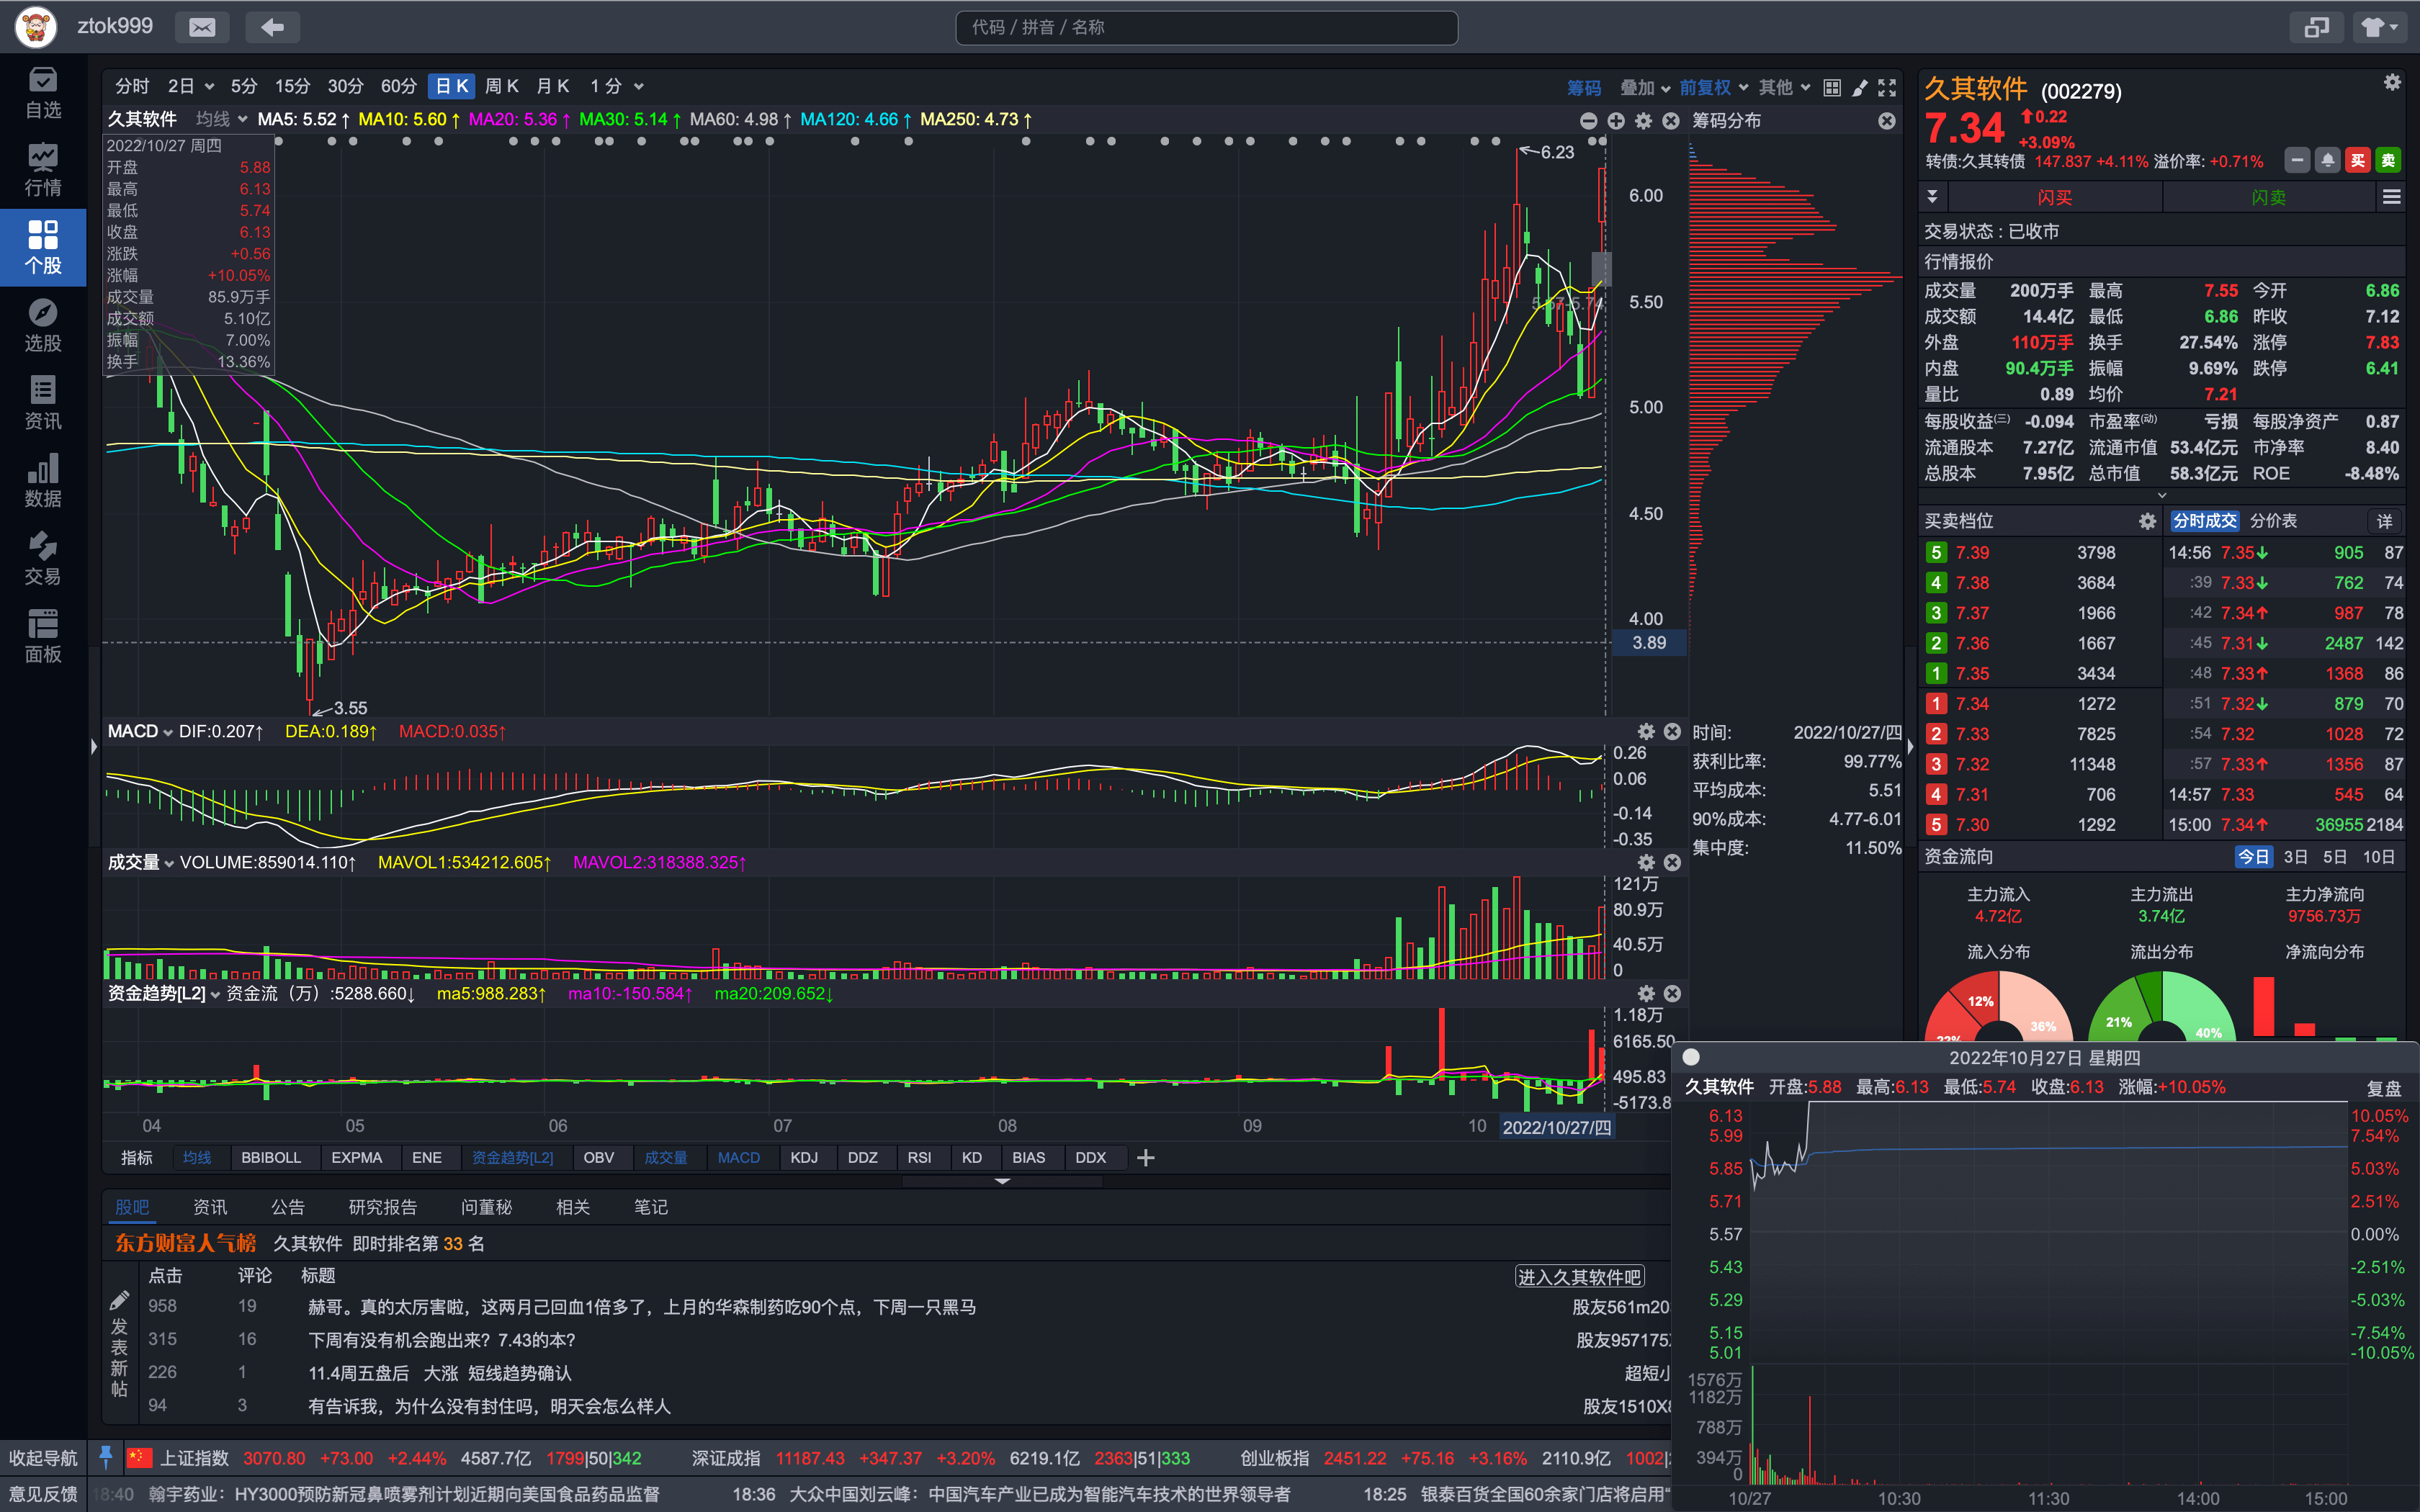 ztok999
代码 / 拼音 / 名称
自选
行情
个股
选股
资讯
数据
交易
面板
分时 2日 5分 15分 30分 60分 日K 周K 月K 1分
筹码 叠加 前复权 其他
久其软件 均线 MA5: 5.52↑ MA10: 5.60↑ MA20: 5.36↑ MA30: 5.14↑ MA60: 4.98↑ MA120: 4.66↑ MA250: 4.73↑
筹码分布
2022/10/27 周四
开盘 5.88
最高 6.13
最低 5.74
收盘 6.13
涨跌 +0.56
涨幅 +10.05%
成交量 85.9万手
成交额 5.10亿
振幅 7.00%
换手 13.36%
6.23
6.00
5.50
5.57-5.74
5.00
4.50
4.00
3.89
3.55
MACD DIF:0.207↑ DEA:0.189↑ MACD:0.035↑
0.26
0.06
-0.14
-0.35
成交量 VOLUME:859014.110↑ MAVOL1:534212.605↑ MAVOL2:318388.325↑
121万
80.9万
40.5万
0
资金趋势[L2] 资金流（万）:5288.660↓ ma5:988.283↑ ma10:-150.584↑ ma20:209.652↓
1.18万
6165.50
495.83
-5173.8
04 05 06 07 08 09 10 2022/10/27/四
指标 均线 BBIBOLL EXPMA ENE 资金趋势[L2] OBV 成交量 MACD KDJ DDZ RSI KD BIAS DDX
时间: 2022/10/27/四
获利比率: 99.77%
平均成本: 5.51
90%成本: 4.77-6.01
集中度: 11.50%
久其软件 (002279)
7.34 0.22
+3.09%
转债:久其转债 147.837 +4.11% 溢价率: +0.71%
买 卖
闪买 闪卖
交易状态 : 已收市
行情报价
成交量 200万手 最高 7.55 今开 6.86
成交额 14.4亿 最低 6.86 昨收 7.12
外盘 110万手 换手 27.54% 涨停 7.83
内盘 90.4万手 振幅 9.69% 跌停 6.41
量比 0.89 均价 7.21
每股收益(三) -0.094 市盈率(动) 亏损 每股净资产 0.87
流通股本 7.27亿 流通市值 53.4亿元 市净率 8.40
总股本 7.95亿 总市值 58.3亿元 ROE -8.48%
买卖档位 分时成交 分价表 详
5 7.39 3798 14:56 7.35↓ 905 87
4 7.38 3684 :39 7.33↓ 762 74
3 7.37 1966 :42 7.34↑ 987 78
2 7.36 1667 :45 7.31↓ 2487 142
1 7.35 3434 :48 7.33↑ 1368 86
1 7.34 1272 :51 7.32↓ 879 70
2 7.33 7825 :54 7.32 1028 72
3 7.32 11348 :57 7.33↑ 1356 87
4 7.31 706 14:57 7.33 545 64
5 7.30 1292 15:00 7.34↑ 36955 2184
资金流向 今日 3日 5日 10日
主力流入 主力流出 主力净流向
4.72亿 3.74亿 9756.73万
流入分布 流出分布 净流向分布
12% 36% 21% 40%
22%
2022年10月27日 星期四
久其软件 开盘:5.88 最高:6.13 最低:5.74 收盘:6.13 涨幅:+10.05% 复盘
6.13 10.05%
5.99 7.54%
5.85 5.03%
5.71 2.51%
5.57 0.00%
5.43 -2.51%
5.29 -5.03%
5.15 -7.54%
5.01 -10.05%
1576万
1182万
788万
394万
0
10/27 10:30 11:30 14:00 15:00
股吧 资讯 公告 研究报告 问董秘 相关 笔记
东方财富人气榜 久其软件 即时排名第 33 名
点击 评论 标题 进入久其软件吧
发表新帖
958 19 赫哥。真的太厉害啦，这两月己回血1倍多了，上月的华森制药吃90个点，下周一只黑马 股友561m20
315 16 下周有没有机会跑出来？7.43的本? 股友957175
226 1 11.4周五盘后 大涨 短线趋势确认 超短小
94 3 有告诉我，为什么没有封住吗，明天会怎么样人 股友1510X
收起导航 上证指数 3070.80 +73.00 +2.44% 4587.7亿 1799|50|342 深证成指 11187.43 +347.37 +3.20% 6219.1亿 2363|51|333 创业板指 2451.22 +75.16 +3.16% 2110.9亿 1002|
意见反馈 18:40 翰宇药业：HY3000预防新冠鼻喷雾剂计划近期向美国食品药品监督 18:36 大众中国刘云峰：中国汽车产业已成为智能汽车技术的世界领导者 18:25 银泰百货全国60余家门店将启用“